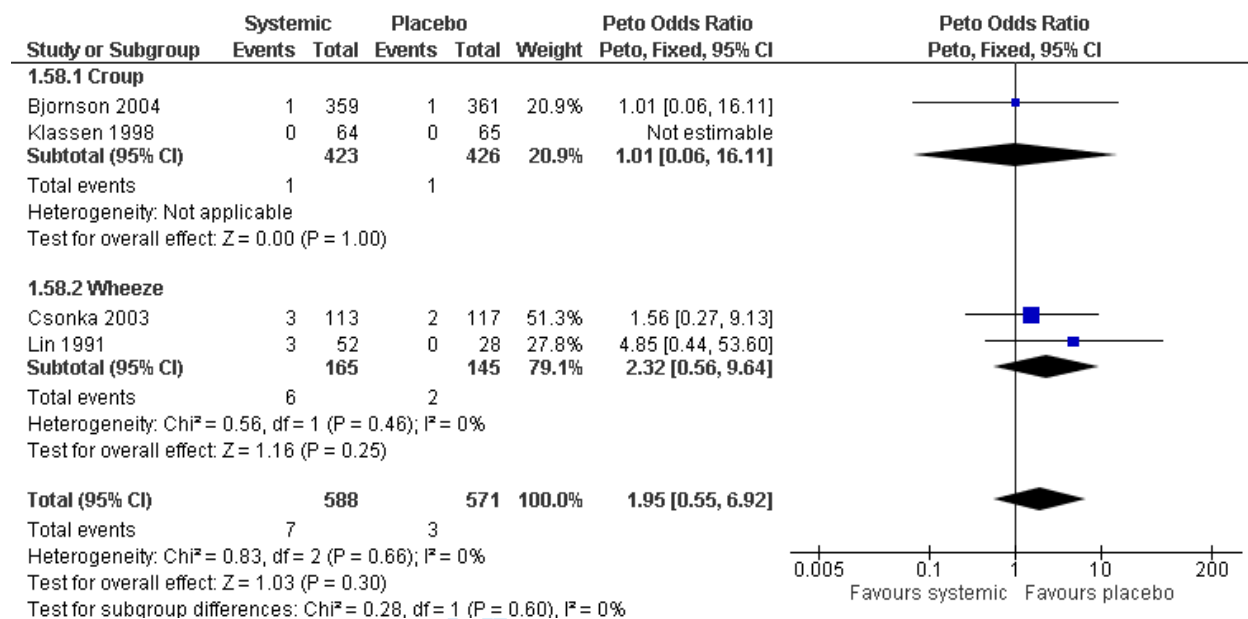 Systemic Placebo Peto Odds Ratio Peto Odds Ratio
Study or Subgroup Events Total Events Total Weight Peto, Fixed, 95% CI Peto, Fixed, 95% CI
1.58.1 Croup
Bjornson 2004 1 359 1 361 20.9% 1.01 [0.06, 16.11]
Klassen 1998 0 64 0 65 Not estimable
Subtotal (95% CI) 423 426 20.9% 1.01 [0.06, 16.11]
Total events 1 1
Heterogeneity: Not applicable
Test for overall effect: Z = 0.00 (P = 1.00)
1.58.2 Wheeze
Csonka 2003 3 113 2 117 51.3% 1.56 [0.27, 9.13]
Lin 1991 3 52 0 28 27.8% 4.85 [0.44, 53.60]
Subtotal (95% CI) 165 145 79.1% 2.32 [0.56, 9.64]
Total events 6 2
Heterogeneity: Chi² = 0.56, df = 1 (P = 0.46); I² = 0%
Test for overall effect: Z = 1.16 (P = 0.25)
Total (95% CI) 588 571 100.0% 1.95 [0.55, 6.92]
Total events 7 3
Heterogeneity: Chi² = 0.83, df = 2 (P = 0.66); I² = 0%
Test for overall effect: Z = 1.03 (P = 0.30)
Test for subgroup differences: Chi² = 0.28, df = 1 (P = 0.60), I² = 0%
0.005 0.1 1 10 200
Favours systemic Favours placebo